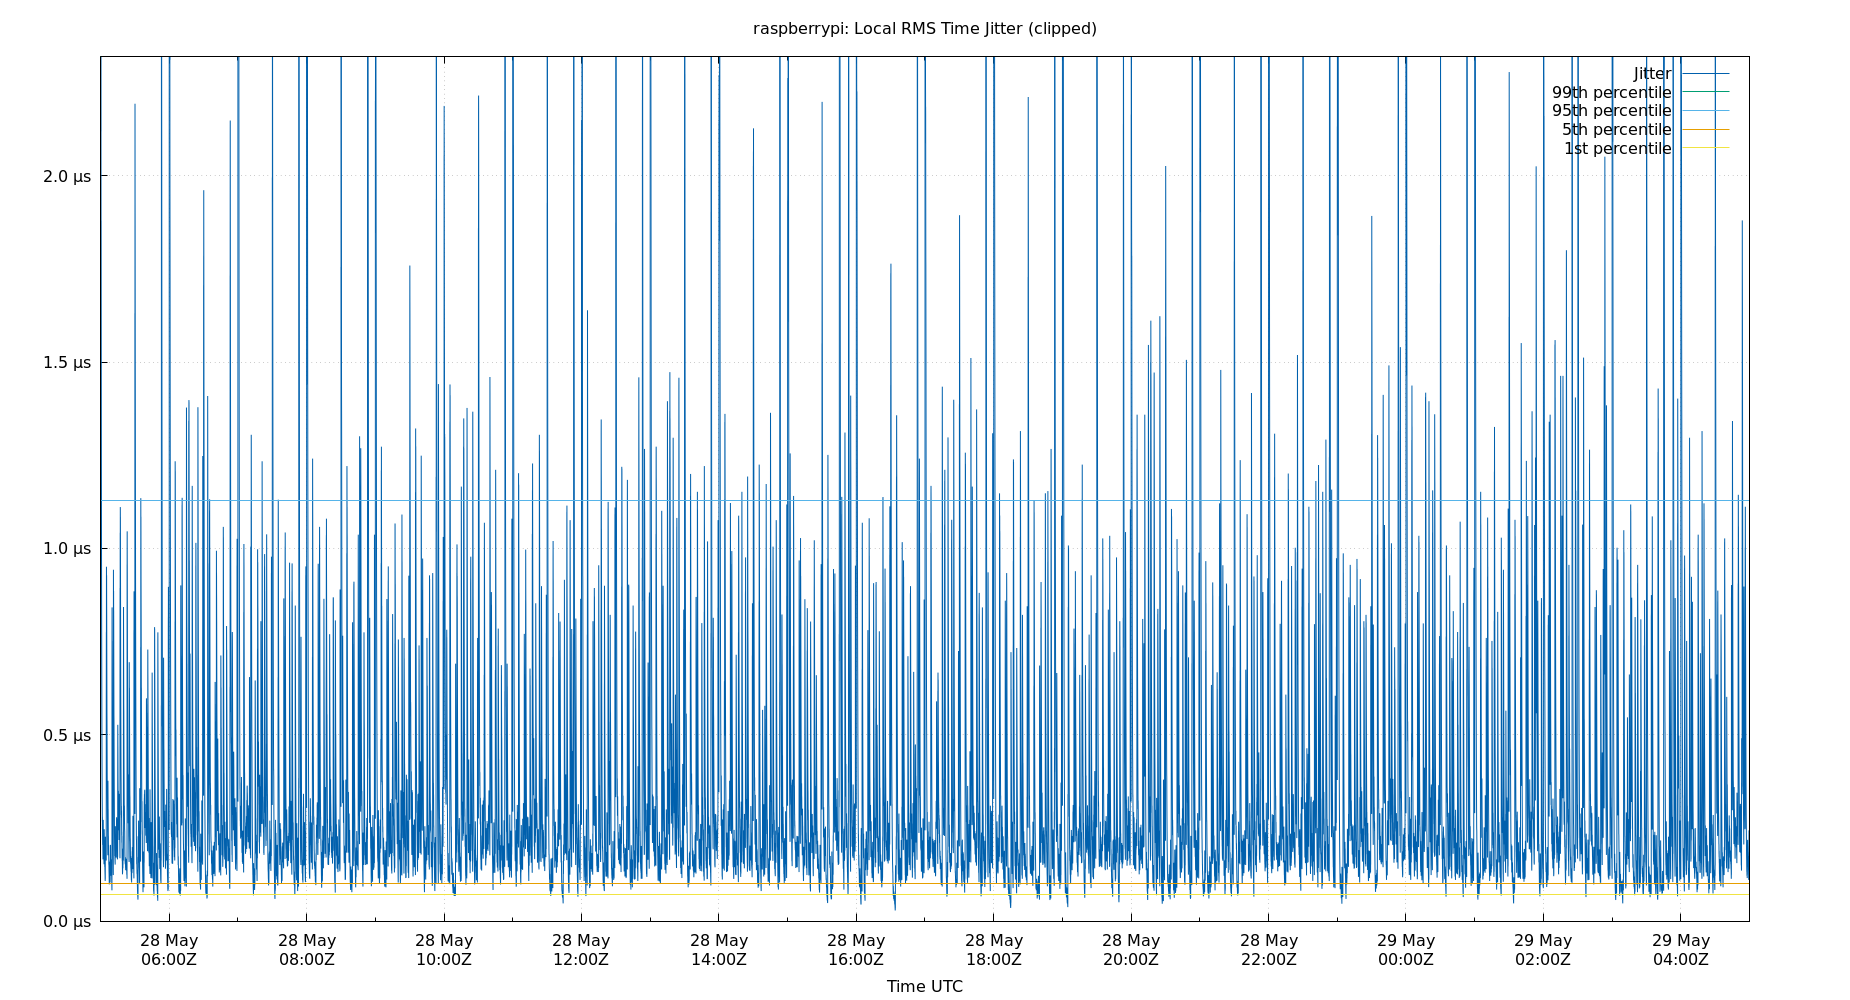 raspberrypi: Local RMS Time Jitter (clipped)
Jitter
99th percentile
95th percentile
5th percentile
1st percentile
2.0 µs
1.5 µs
1.0 µs
0.5 µs
0.0 µs
28 May 28 May 28 May 28 May 28 May 28 May 28 May 28 May 28 May 29 May 29 May 29 May
06:00Z 08:00Z 10:00Z 12:00Z 14:00Z 16:00Z 18:00Z 20:00Z 22:00Z 00:00Z 02:00Z 04:00Z
Time UTC